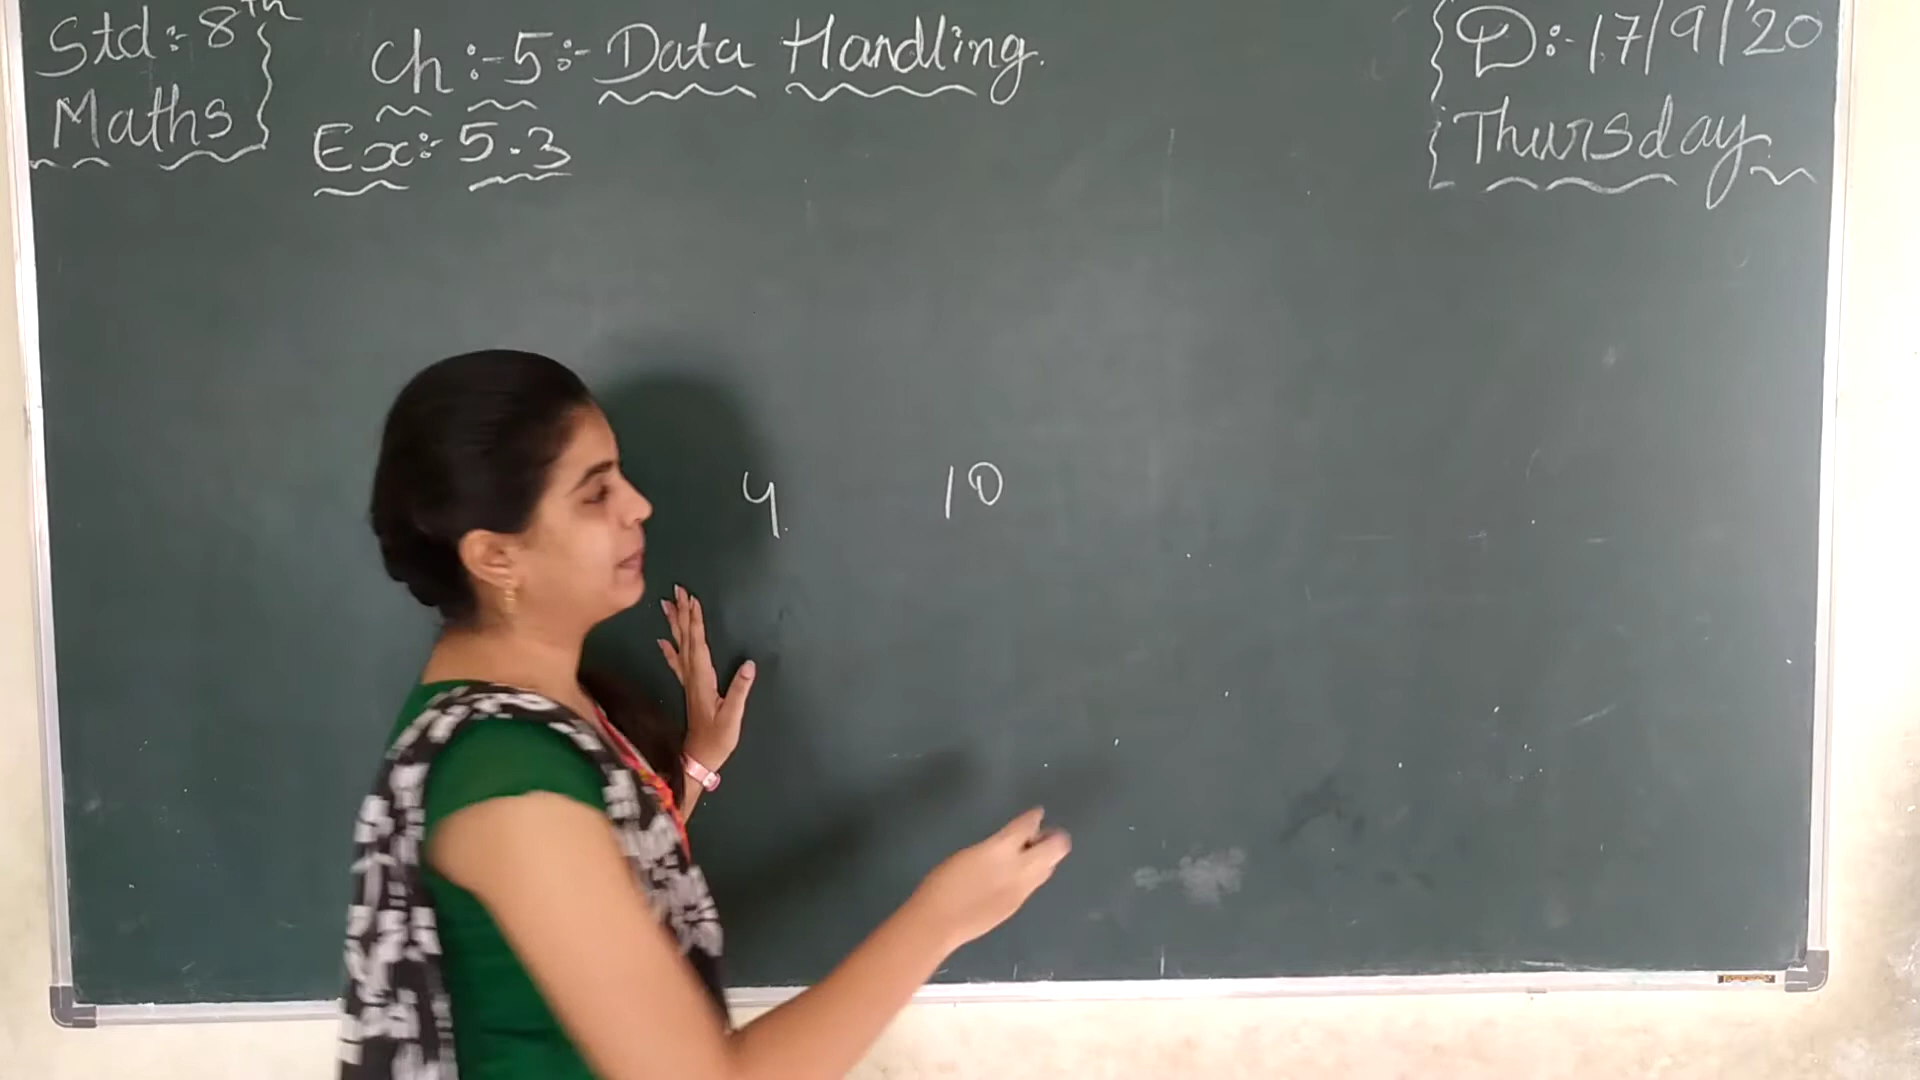 Std:- 8th
Maths
Ch:-5:- Data Handling.
Ex:- 5.3
D:-17/9/'20
Thursday
4 10